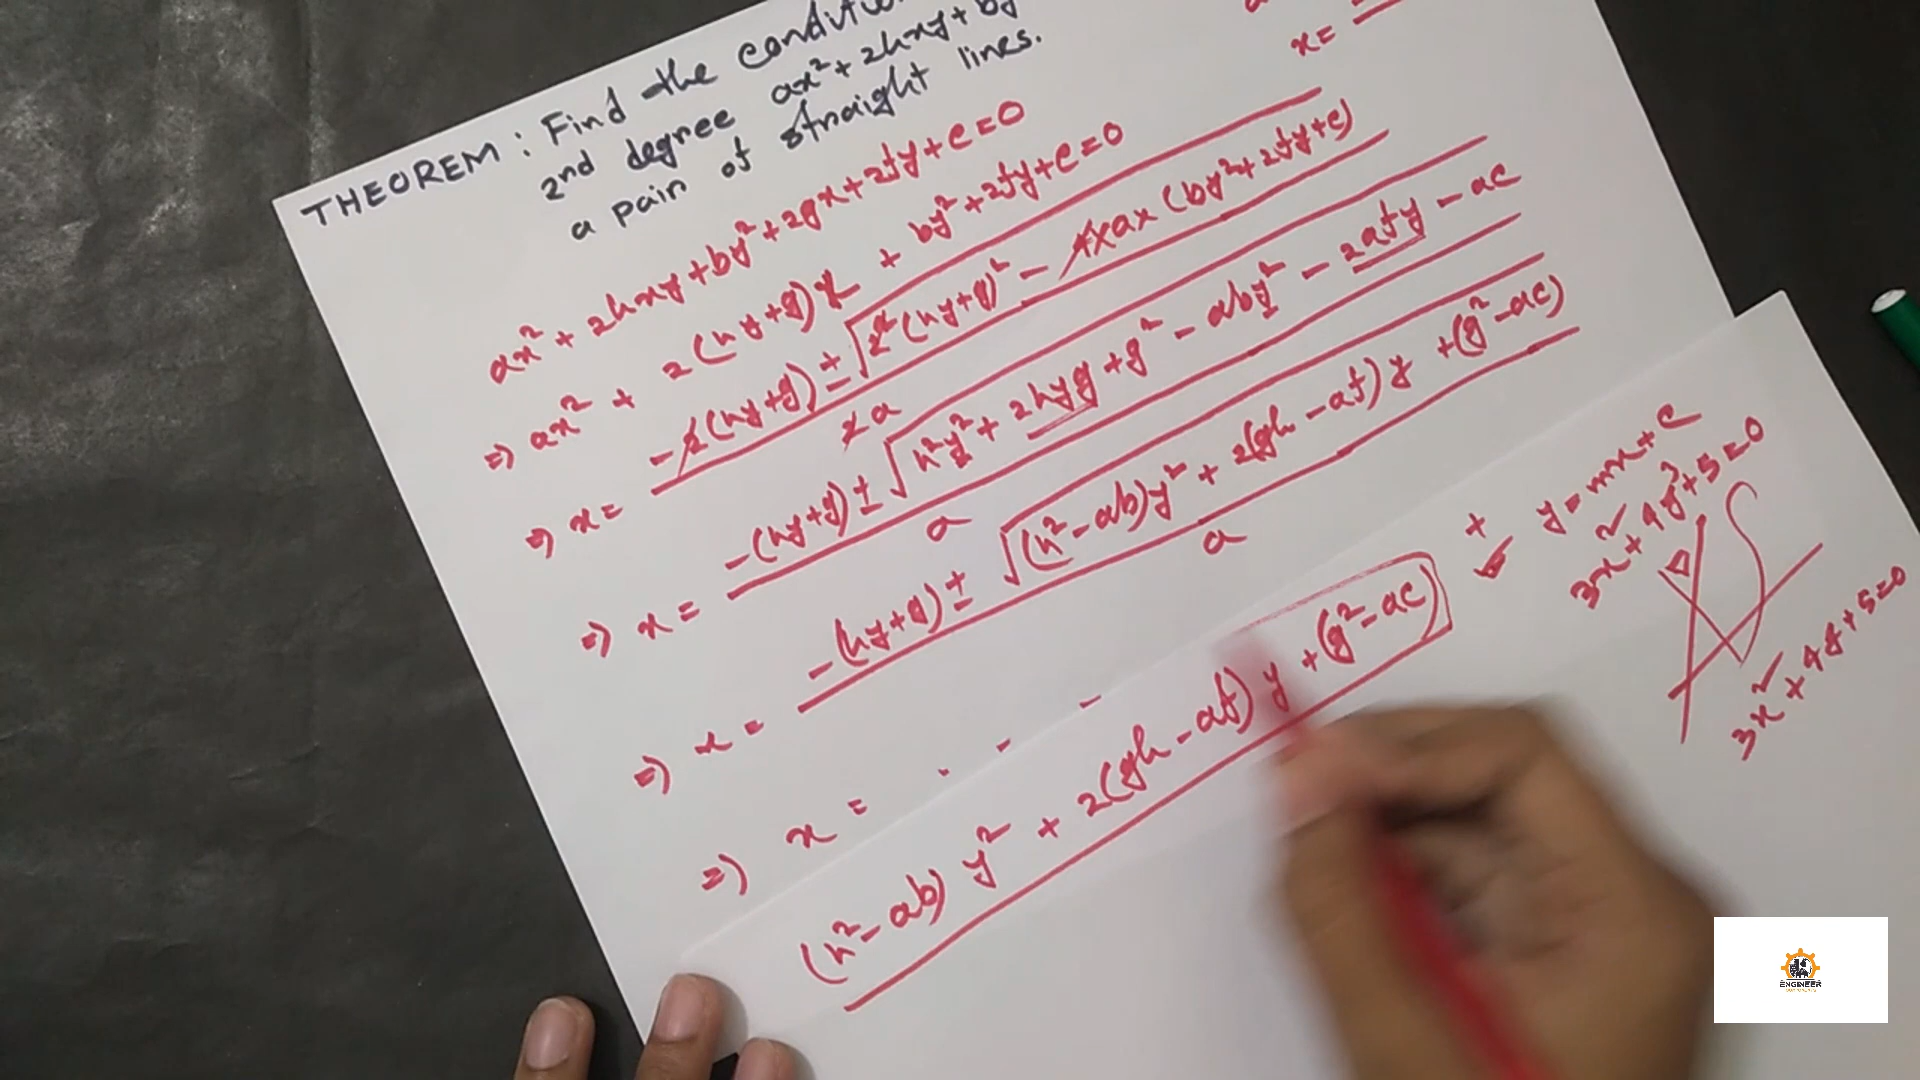 THEOREM: Find the condition
2nd degree ax² + 2hxy + by
a pair of straight lines.
ax² + 2hxy + by² + 2gx + 2fy + c = 0
⇒ ax² + 2(hy+g)x + by² + 2fy + c = 0
⇒ x = -2(hy+g) ± √2²(hy+g)² - 4×a×(by²+2fy+c)
2a
⇒ x = -(hy+g) ± √h²y² + 2hyg + g² - aby² - 2afy - ac
a
⇒ x = -(hy+g) ± √(h²-ab)y² + 2(gh-af)y + (g²-ac)
a
⇒ x = . - -
(h²-ab) y² + 2(gh-af) y + (g²-ac)
x =
+
y = mx + c
3x² + 4y² + 5 = 0
3x² + 4y + 5 = 0
ENGINEER